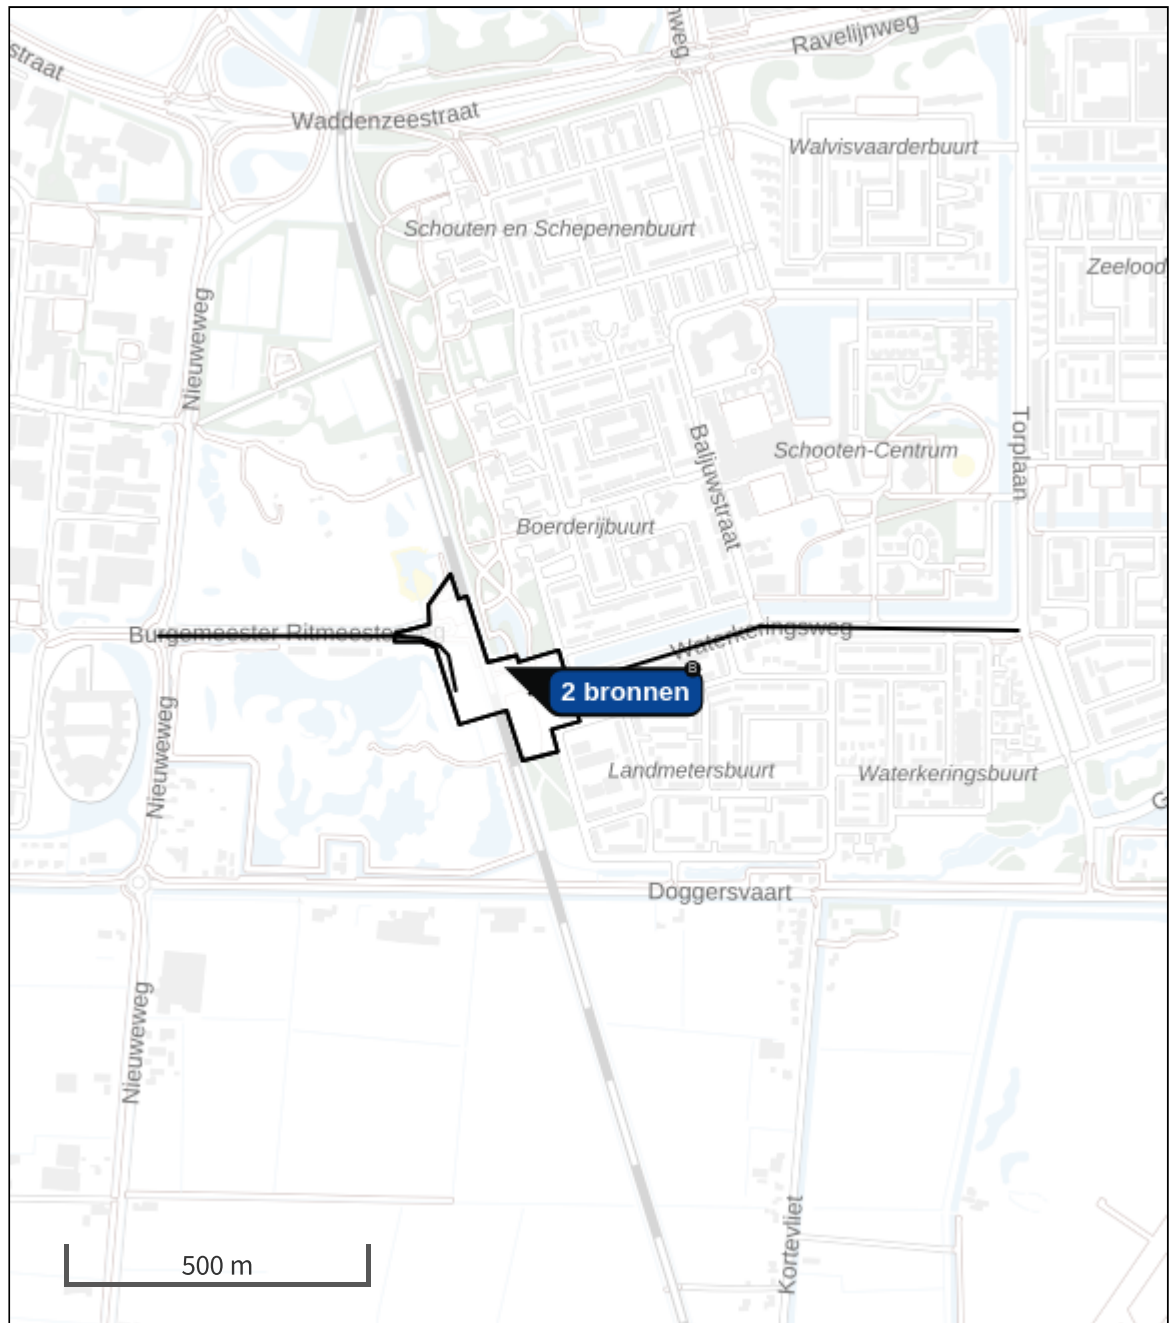 straat
nweg
Ravelijnweg
Waddenzeestraat
Walvisvaarderbuurt
Schouten en Schepenenbuurt
Zeelood
Nieuweweg
Baljuwstraat
Torplaan
Schooten-Centrum
Boerderijbuurt
Burgemeester Ritmeester
Waterkeringsweg
B
2 bronnen
Nieuweweg
Landmetersbuurt
Waterkeringsbuurt
G
Doggersvaart
Nieuweweg
Kortevliet
500 m